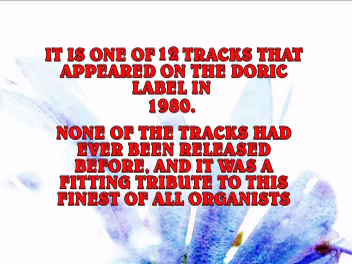 IT IS ONE OF 12 TRACKS THAT
APPEARED ON THE DORIC
LABEL IN
1980.
NONE OF THE TRACKS HAD
EVER BEEN RELEASED
BEFORE, AND IT WAS A
FITTING TRIBUTE TO THIS
FINEST OF ALL ORGANISTS